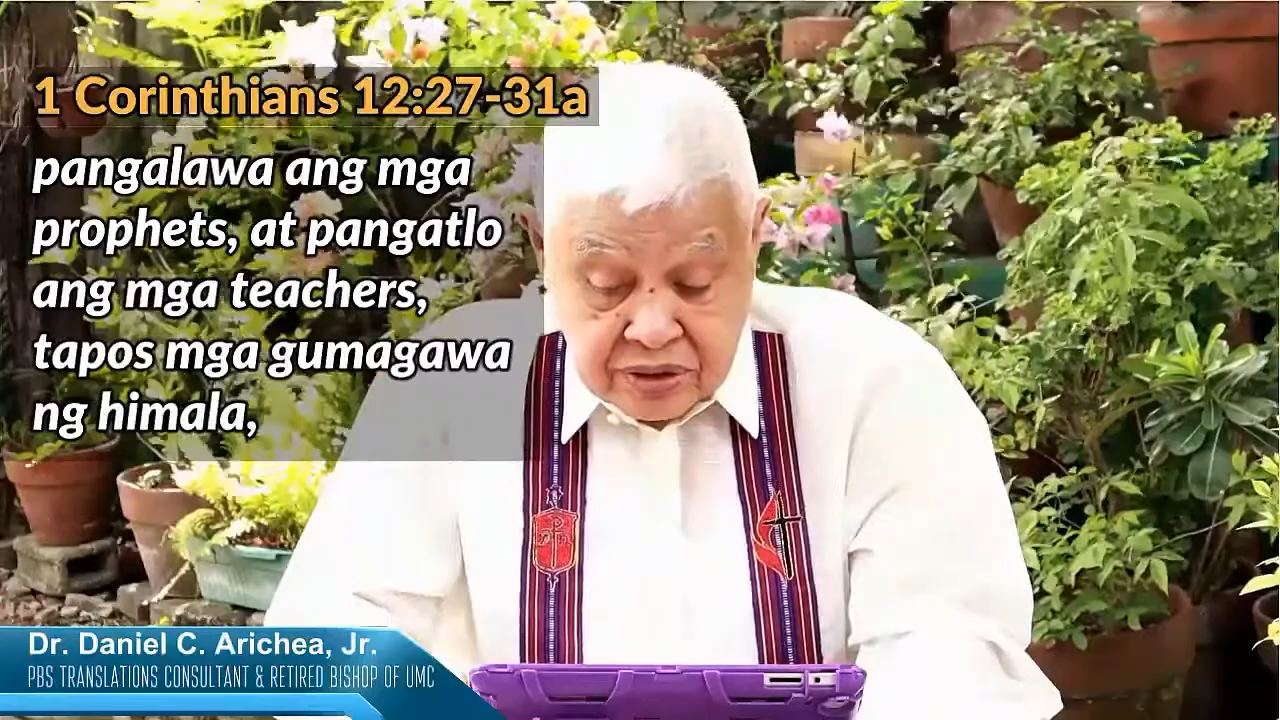 1 Corinthians 12:27-31a
pangalawa ang mga
prophets, at pangatlo
ang mga teachers,
tapos mga gumagawa
ng himala,
Dr. Daniel C. Arichea, Jr.
PBS TRANSLATIONS CONSULTANT & RETIRED BISHOP OF UMC